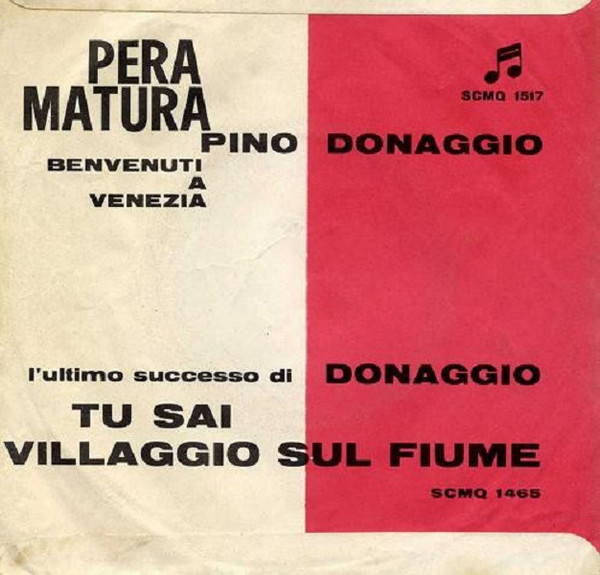 PERA
MATURA
SCMQ 1517
PINO DONAGGIO
BENVENUTI
A
VENEZIA
l'ultimo successo di DONAGGIO
TU SAI
VILLAGGIO SUL FIUME
SCMQ 1465